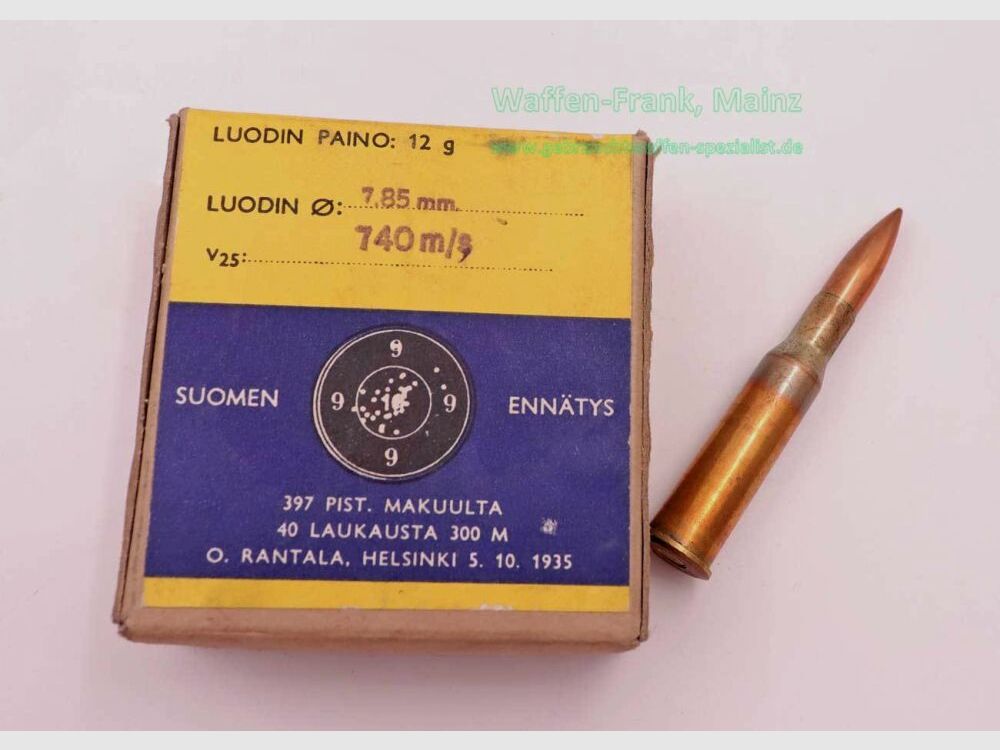 Waffen-Frank, Mainz
www.gebrauchtwaffen-spezialist.de
LUODIN PAINO: 12 g
LUODIN Ø: 7.85 mm.
V25: 740 m/s
9
9 10 9
9
SUOMEN ENNÄTYS
397 PIST. MAKUULTA
40 LAUKAUSTA 300 M
O. RANTALA, HELSINKI 5. 10. 1935